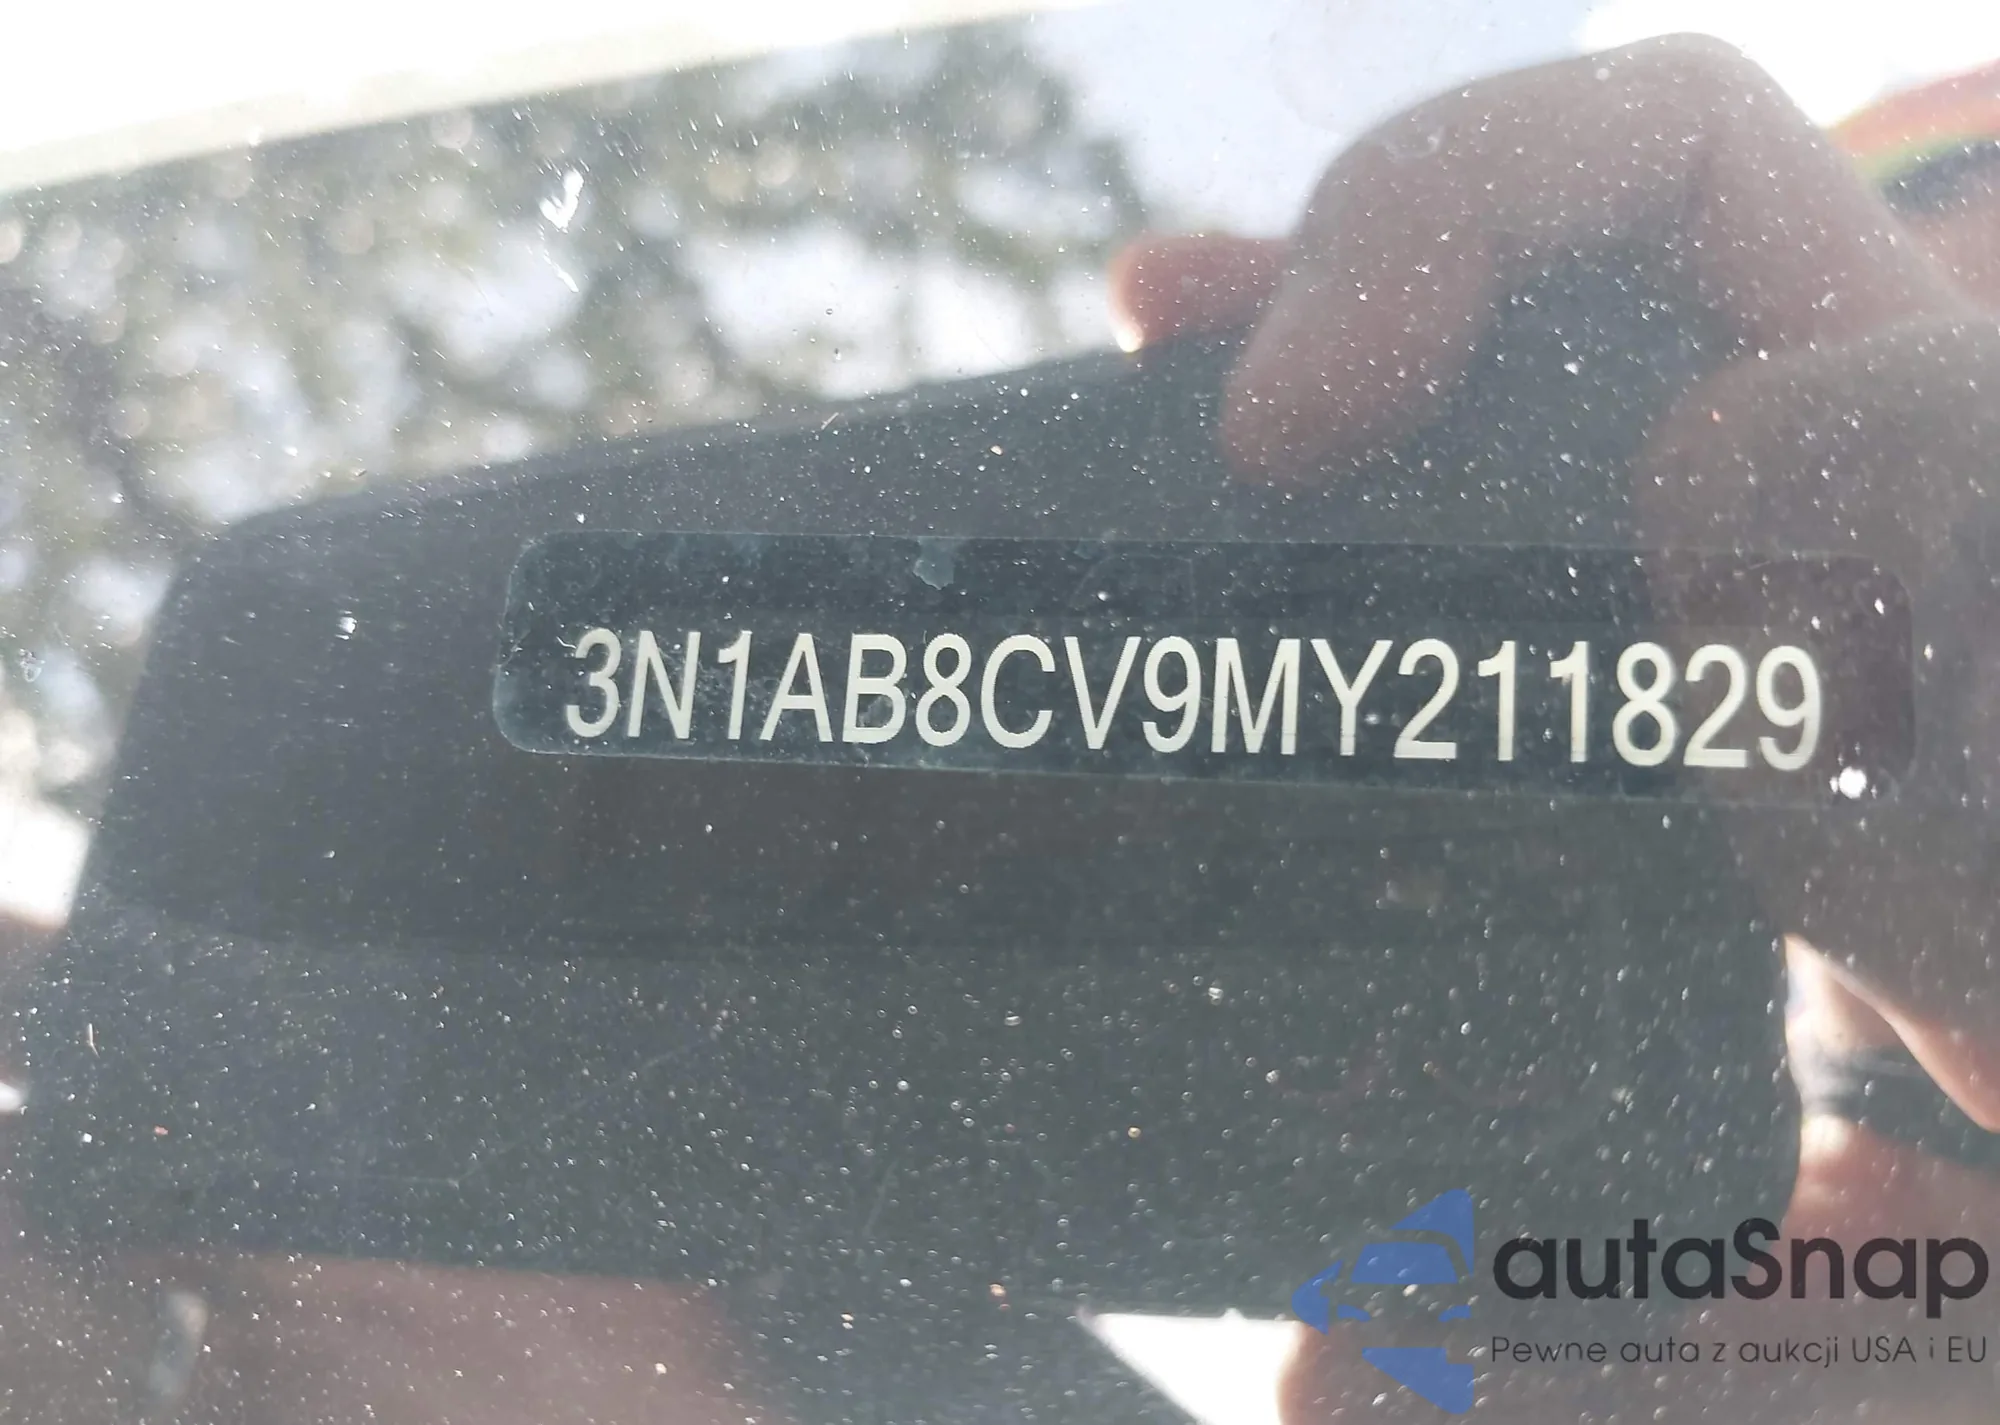 3N1AB8CV9MY211829
autaSnap
Pewne auta z aukcji USA i EU